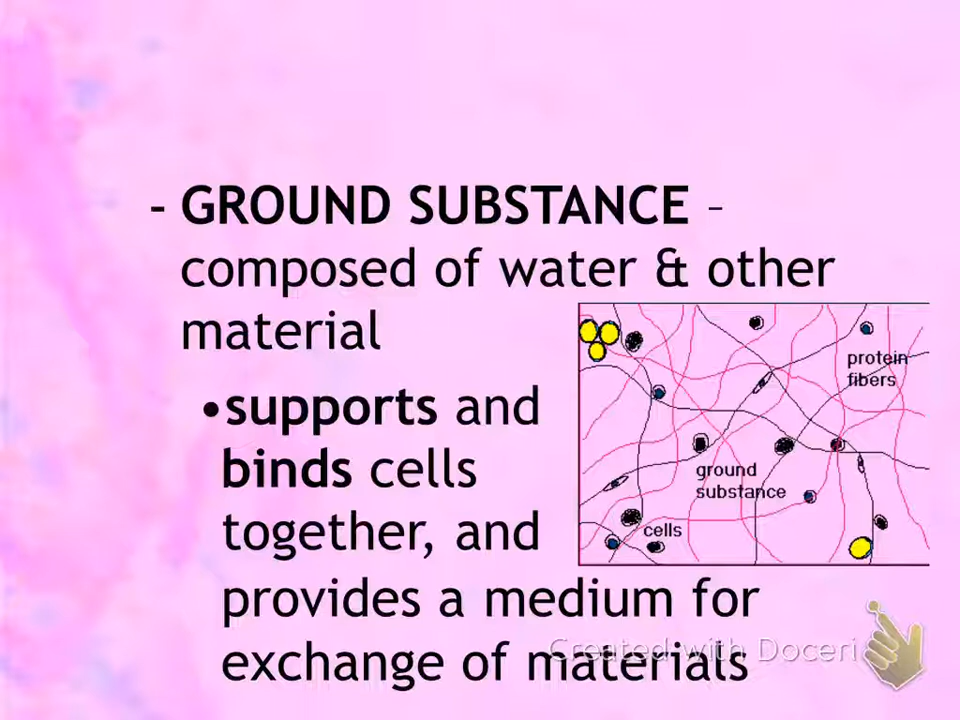 - GROUND SUBSTANCE –
composed of water & other
material
•supports and
binds cells
together, and
provides a medium for
exchange of materials
protein
fibers
ground
substance
cells
Created with Doceri